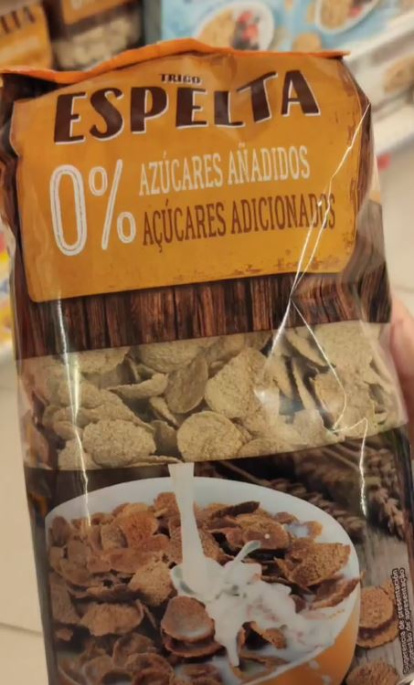 TRIGO
ESPELTA
0% AZÚCARES AÑADIDOS
AÇÚCARES ADICIONADOS